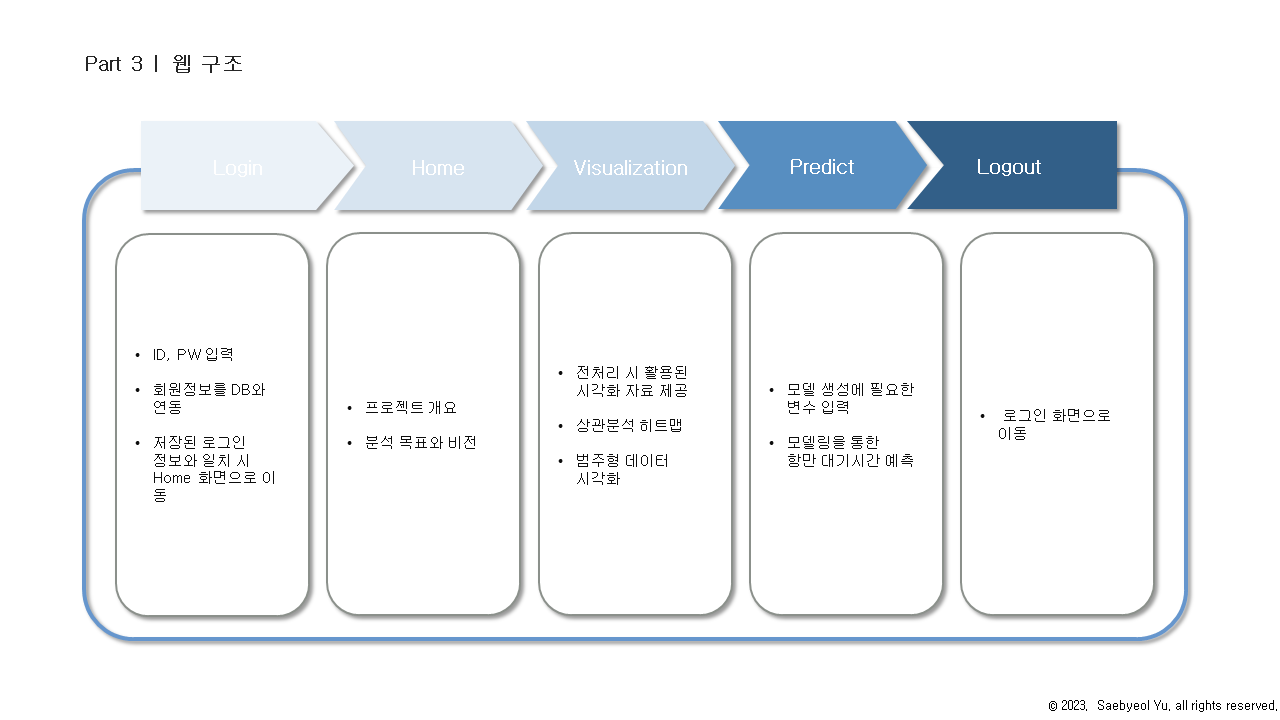 Part 3 | 웹 구조
Login
Home
Visualization
Predict
Logout
• ID, PW 입력
• 회원정보를 DB와
연동
• 저장된 로그인
정보와 일치 시
Home 화면으로 이
동
• 프로젝트 개요
• 분석 목표와 비전
• 전처리 시 활용된
시각화 자료 제공
• 상관분석 히트맵
• 범주형 데이터
시각화
• 모델 생성에 필요한
변수 입력
• 모델링을 통한
항만 대기시간 예측
• 로그인 화면으로
이동
© 2023. Saebyeol Yu. all rights reserved.